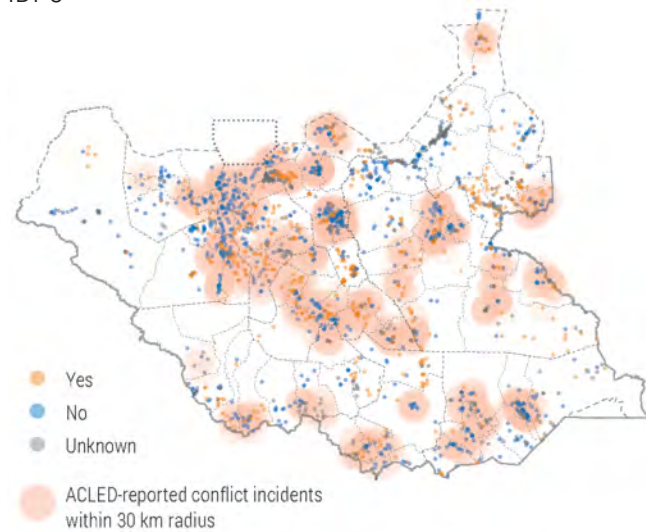 Yes
No
Unknown
ACLED-reported conflict incidents
within 30 km radius